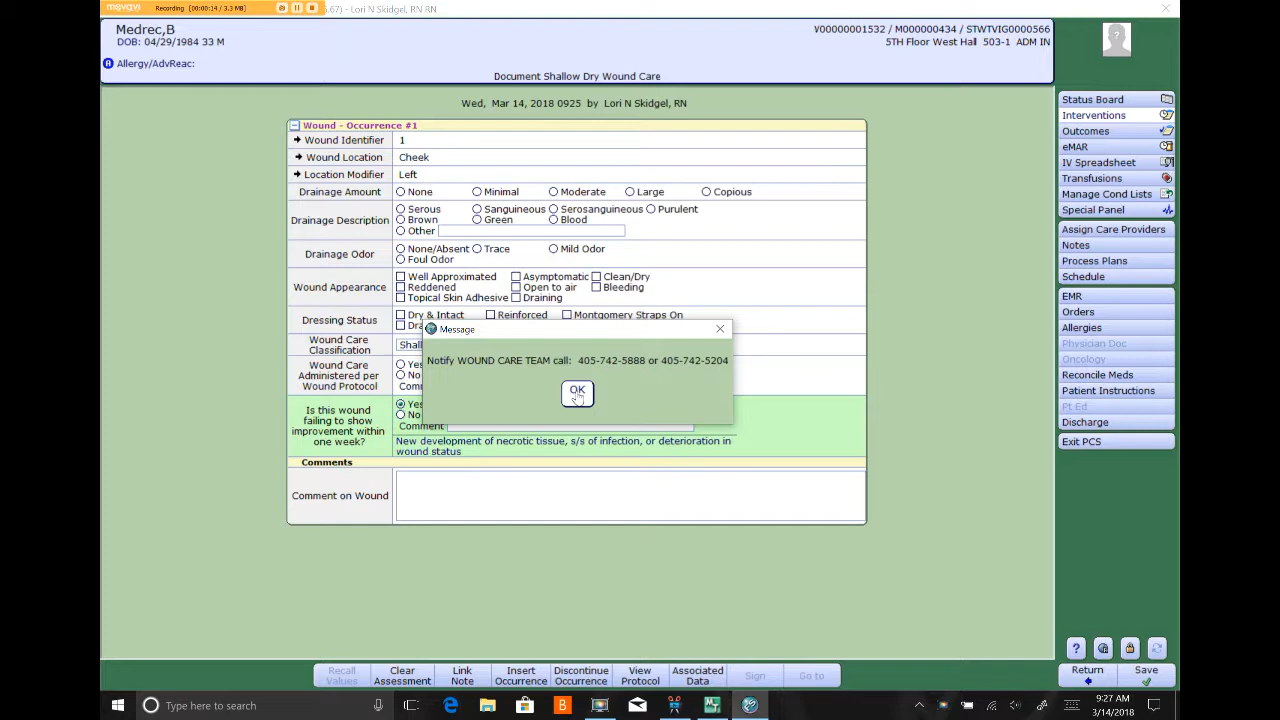 movavi Recording [00:00:14 / 3.3 MB] .67) - Lori N Skidgel, RN RN
Medrec,B
DOB: 04/29/1984 33 M
V00000001532 / M000000434 / STWTVIG0000566
5TH Floor West Hall 503-1 ADM IN
A Allergy/AdvReac:
Document Shallow Dry Wound Care
Wed, Mar 14, 2018 0925 by Lori N Skidgel, RN
Wound - Occurrence #1
Wound Identifier 1
Wound Location Cheek
Location Modifier Left
Drainage Amount None Minimal Moderate Large Copious
Drainage Description Serous Sanguineous Serosanguineous Purulent
Brown Green Blood
Other
Drainage Odor None/Absent Trace Mild Odor
Foul Odor
Wound Appearance Well Approximated Asymptomatic Clean/Dry
Reddened Open to air Bleeding
Topical Skin Adhesive Draining
Dressing Status Dry & Intact Reinforced Montgomery Straps On
Dra
Wound Care Classification Shall
Wound Care Administered per Wound Protocol Yes
No
Com
Is this wound failing to show improvement within one week? Yes
No
Comment
New development of necrotic tissue, s/s of infection, or deterioration in
wound status
Comments
Comment on Wound
Message
Notify WOUND CARE TEAM call: 405-742-5888 or 405-742-5204
OK
Status Board
Interventions
Outcomes
eMAR
IV Spreadsheet
Transfusions
Manage Cond Lists
Special Panel
Assign Care Providers
Notes
Process Plans
Schedule
EMR
Orders
Allergies
Physician Doc
Oncology
Reconcile Meds
Patient Instructions
Pt Ed
Discharge
Exit PCS
Recall Values
Clear Assessment
Link Note
Insert Occurrence
Discontinue Occurrence
View Protocol
Associated Data
Sign
Go to
Return
Save
Type here to search
9:27 AM
3/14/2018